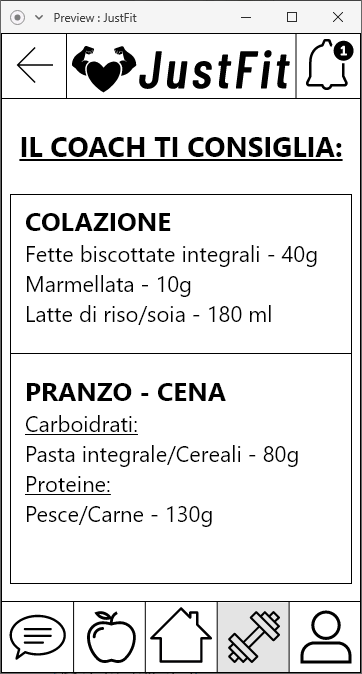 Preview : JustFit
JustFit
1
IL COACH TI CONSIGLIA:
COLAZIONE
Fette biscottate integrali - 40g
Marmellata - 10g
Latte di riso/soia - 180 ml
PRANZO - CENA
Carboidrati:
Pasta integrale/Cereali - 80g
Proteine:
Pesce/Carne - 130g